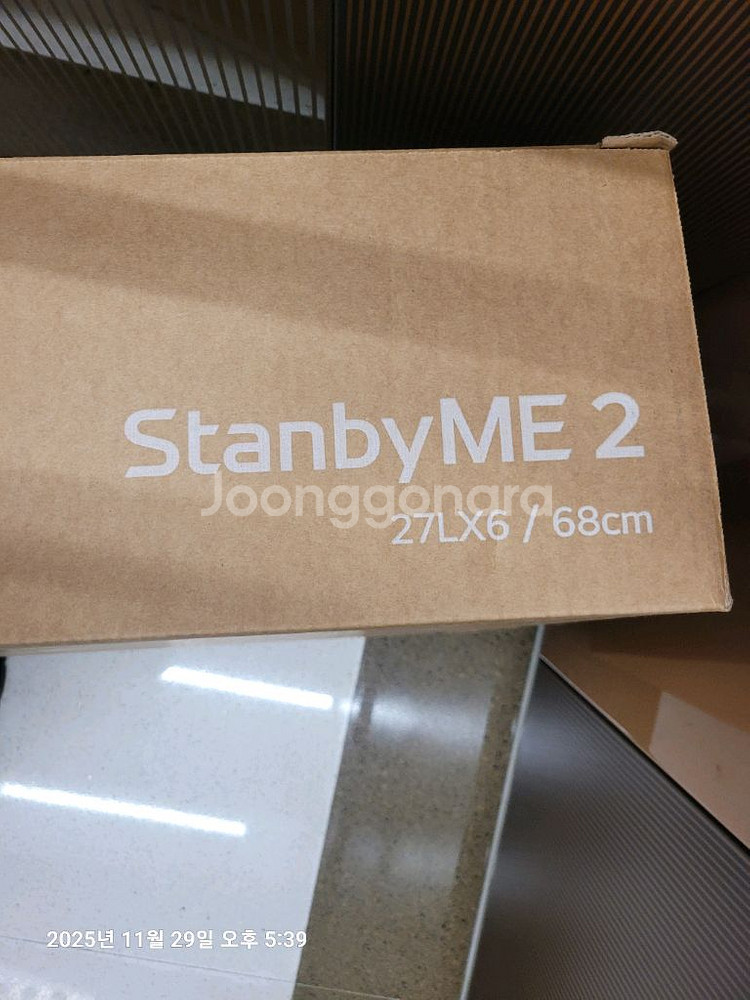 StanbyME 2
Joonggonara
27LX6 / 68cm
2025년 11월 29일 오후 5:39